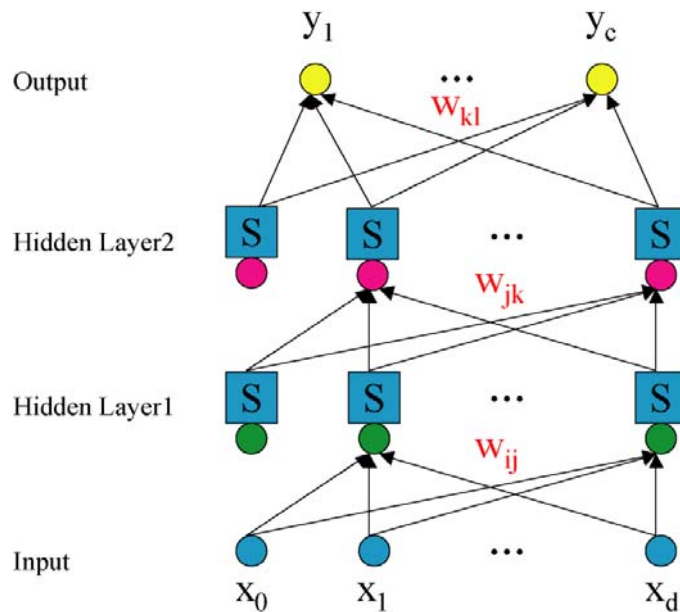 y1 yc
Output ...
wkl
Hidden Layer2 S S ... S
wjk
Hidden Layer1 S S ... S
wij
Input ...
x0 x1 xd